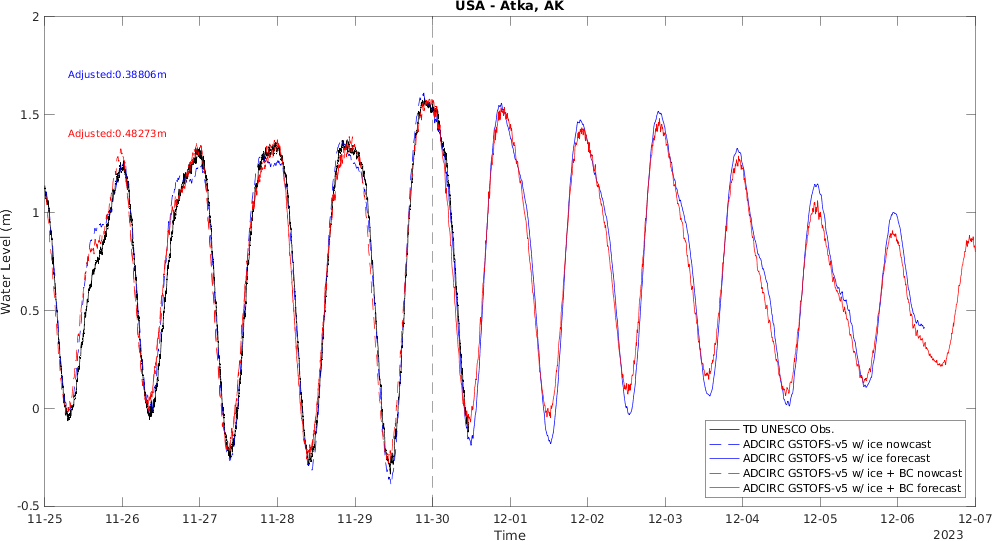 USA - Atka, AK
2
Adjusted:0.38806m
1.5
Adjusted:0.48273m
1
Water Level (m)
0.5
0
TD UNESCO Obs.
ADCIRC GSTOFS-v5 w/ ice nowcast
ADCIRC GSTOFS-v5 w/ ice forecast
ADCIRC GSTOFS-v5 w/ ice + BC nowcast
ADCIRC GSTOFS-v5 w/ ice + BC forecast
-0.5
11-25 11-26 11-27 11-28 11-29 11-30 12-01 12-02 12-03 12-04 12-05 12-06 12-07
Time
2023